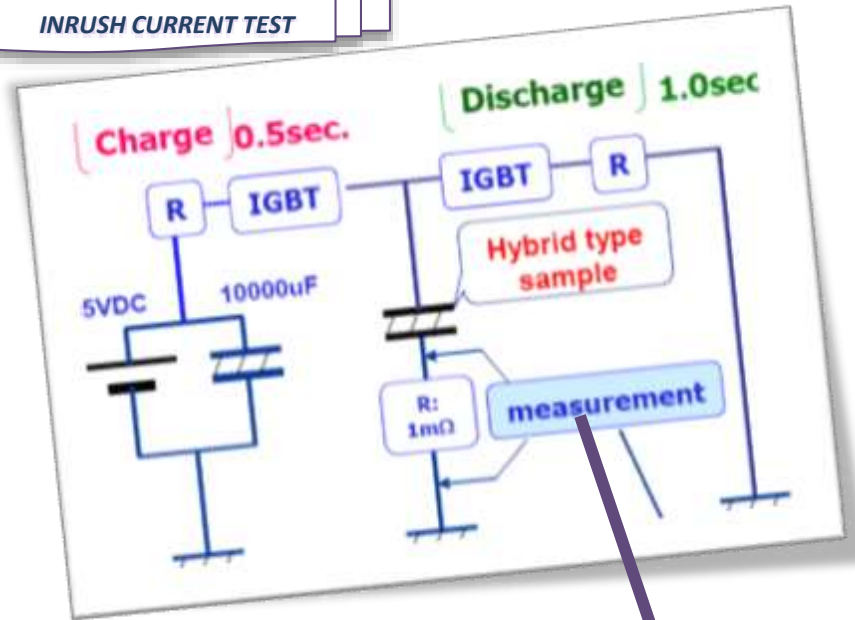 INRUSH CURRENT TEST
Charge 0.5sec.
Discharge 1.0sec
R
IGBT
IGBT
R
Hybrid type
sample
5VDC
10000uF
R:
1mΩ
measurement